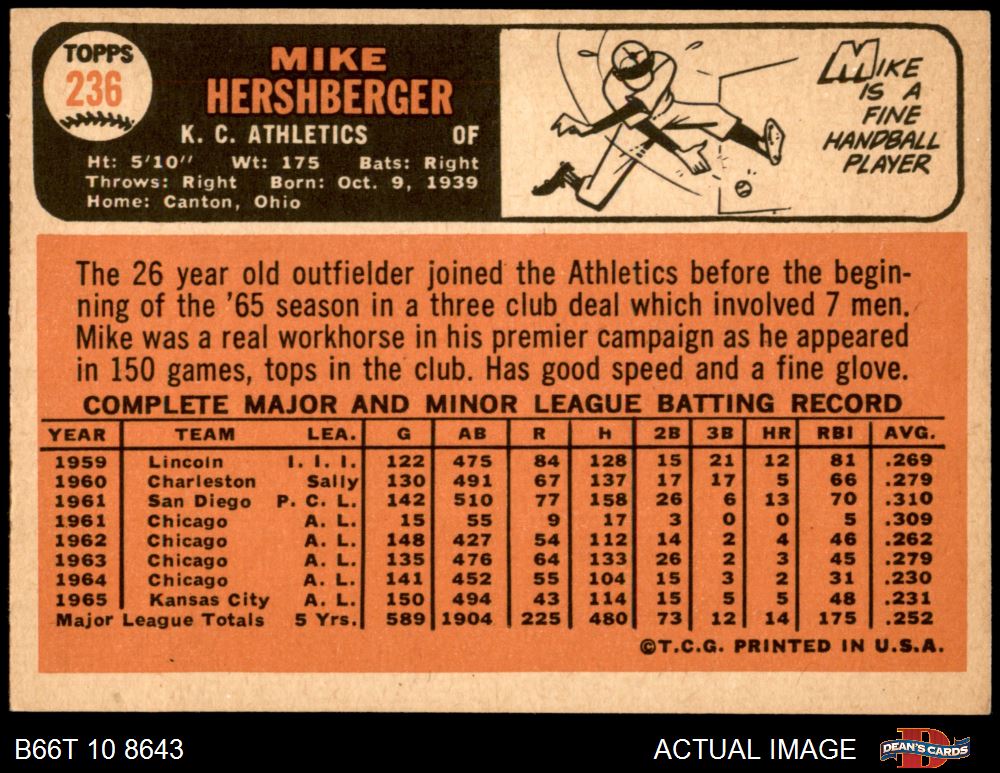 TOPPS
236
MIKE
HERSHBERGER
K. C. ATHLETICS OF
Ht: 5'10" Wt: 175 Bats: Right
Throws: Right Born: Oct. 9, 1939
Home: Canton, Ohio
MIKE
IS A
FINE
HANDBALL
PLAYER
The 26 year old outfielder joined the Athletics before the begin-
ning of the '65 season in a three club deal which involved 7 men.
Mike was a real workhorse in his premier campaign as he appeared
in 150 games, tops in the club. Has good speed and a fine glove.
COMPLETE MAJOR AND MINOR LEAGUE BATTING RECORD
YEAR TEAM LEA. G AB R H 2B 3B HR RBI AVG.
1959 Lincoln I. I. I. 122 475 84 128 15 21 12 81 .269
1960 Charleston Sally 130 491 67 137 17 17 5 66 .279
1961 San Diego P. C. L. 142 510 77 158 26 6 13 70 .310
1961 Chicago A. L. 15 55 9 17 3 0 0 5 .309
1962 Chicago A. L. 148 427 54 112 14 2 4 46 .262
1963 Chicago A. L. 135 476 64 133 26 2 3 45 .279
1964 Chicago A. L. 141 452 55 104 15 3 2 31 .230
1965 Kansas City A. L. 150 494 43 114 15 5 5 48 .231
Major League Totals 5 Yrs. 589 1904 225 480 73 12 14 175 .252
©T.C.G. PRINTED IN U.S.A.
B66T 10 8643 ACTUAL IMAGE DEAN'S CARDS